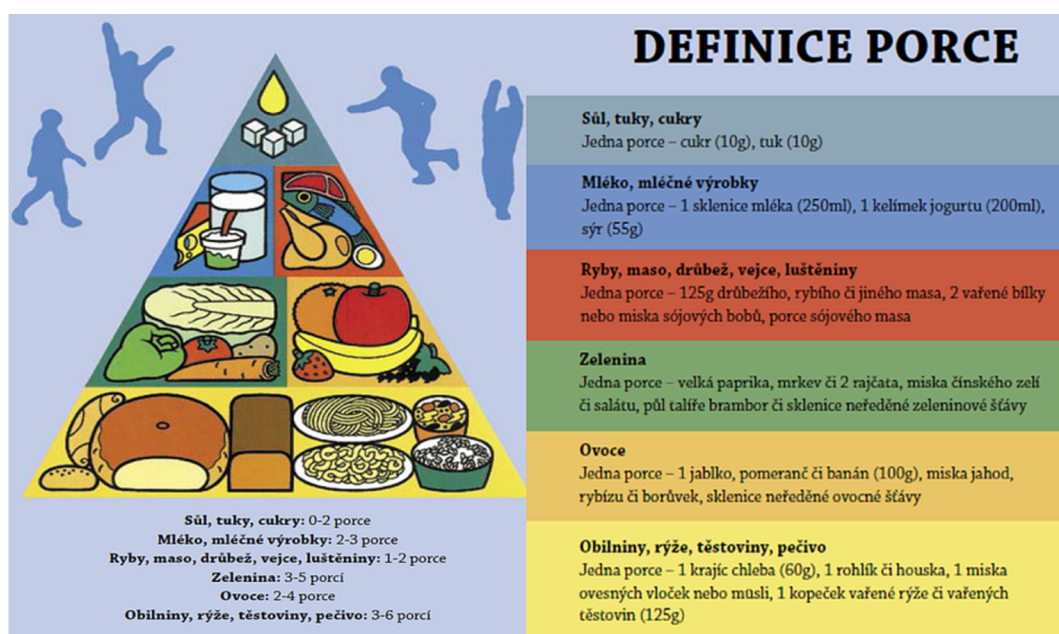 DEFINICE PORCE
Sůl, tuky, cukry
Jedna porce – cukr (10g), tuk (10g)
Mléko, mléčné výrobky
Jedna porce – 1 sklenice mléka (250ml), 1 kelímek jogurtu (200ml),
sýr (55g)
Ryby, maso, drůbež, vejce, luštěniny
Jedna porce – 125g drůbežího, rybího či jiného masa, 2 vařené bílky
nebo miska sójových bobů, porce sójového masa
Zelenina
Jedna porce – velká paprika, mrkev či 2 rajčata, miska čínského zelí
či salátu, půl talíře brambor či sklenice neředěné zeleninové šťávy
Ovoce
Jedna porce – 1 jablko, pomeranč či banán (100g), miska jahod,
rybízu či borůvek, sklenice neředěné ovocné šťávy
Obilniny, rýže, těstoviny, pečivo
Jedna porce – 1 krajíc chleba (60g), 1 rohlík či houska, 1 miska
ovesných vloček nebo müsli, 1 kopeček vařené rýže či vařených
těstovin (125g)
Sůl, tuky, cukry: 0-2 porce
Mléko, mléčné výrobky: 2-3 porce
Ryby, maso, drůbež, vejce, luštěniny: 1-2 porce
Zelenina: 3-5 porcí
Ovoce: 2-4 porce
Obilniny, rýže, těstoviny, pečivo: 3-6 porcí